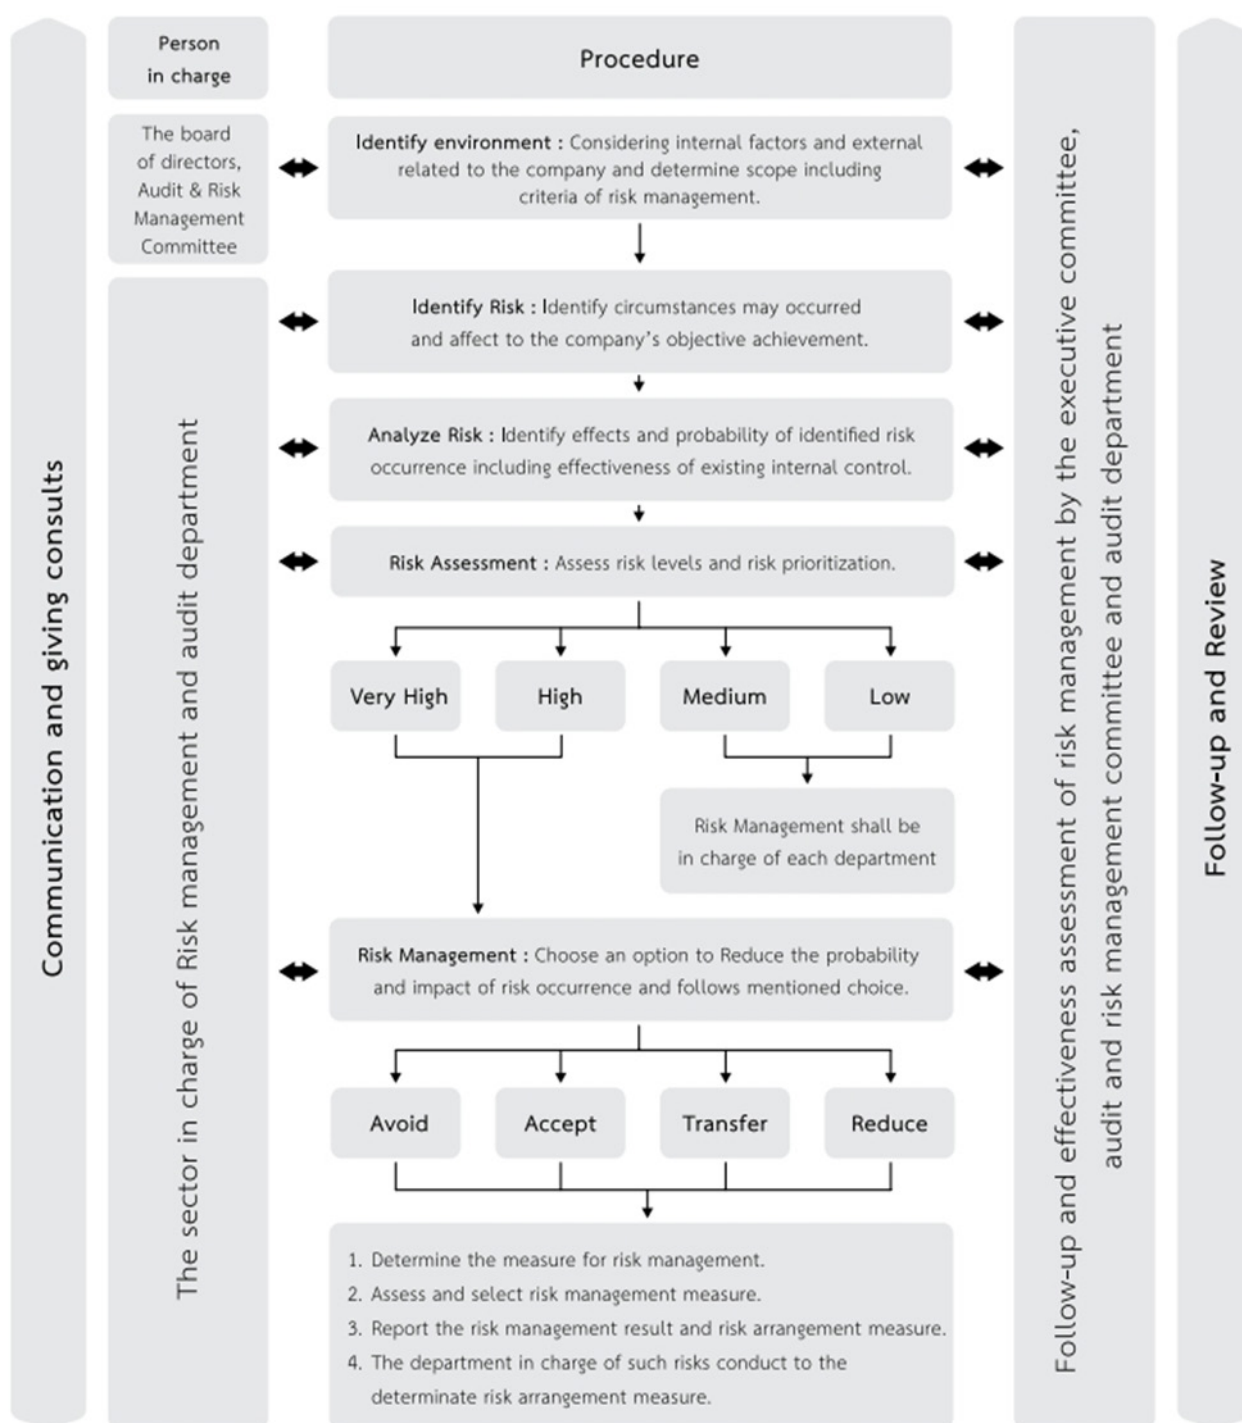 Communication and giving consults
Person
in charge
The board
of directors,
Audit & Risk
Management
Committee
The sector in charge of Risk management and audit department
Procedure
Identify environment : Considering internal factors and external
related to the company and determine scope including
criteria of risk management.
Identify Risk : Identify circumstances may occurred
and affect to the company's objective achievement.
Analyze Risk : Identify effects and probability of identified risk
occurrence including effectiveness of existing internal control.
Risk Assessment : Assess risk levels and risk prioritization.
Very High
High
Medium
Low
Risk Management shall be
in charge of each department
Risk Management : Choose an option to Reduce the probability
and impact of risk occurrence and follows mentioned choice.
Avoid
Accept
Transfer
Reduce
1. Determine the measure for risk management.
2. Assess and select risk management measure.
3. Report the risk management result and risk arrangement measure.
4. The department in charge of such risks conduct to the
determinate risk arrangement measure.
Follow-up and effectiveness assessment of risk management by the executive committee,
audit and risk management committee and audit department
Follow-up and Review